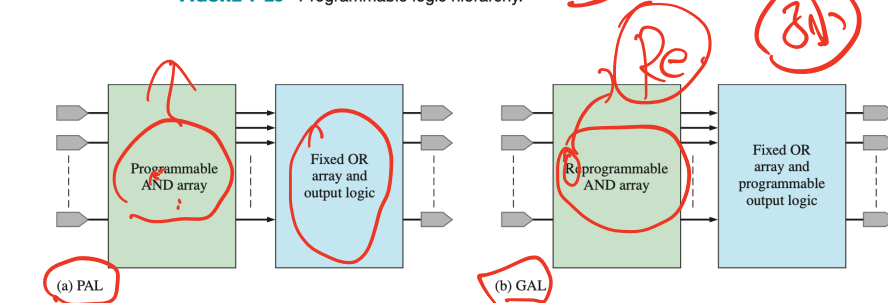 Programmable logic hierarchy.
Re
Programmable
AND array
Fixed OR
array and
output logic
Reprogrammable
AND array
Fixed OR
array and
programmable
output logic
(a) PAL
(b) GAL